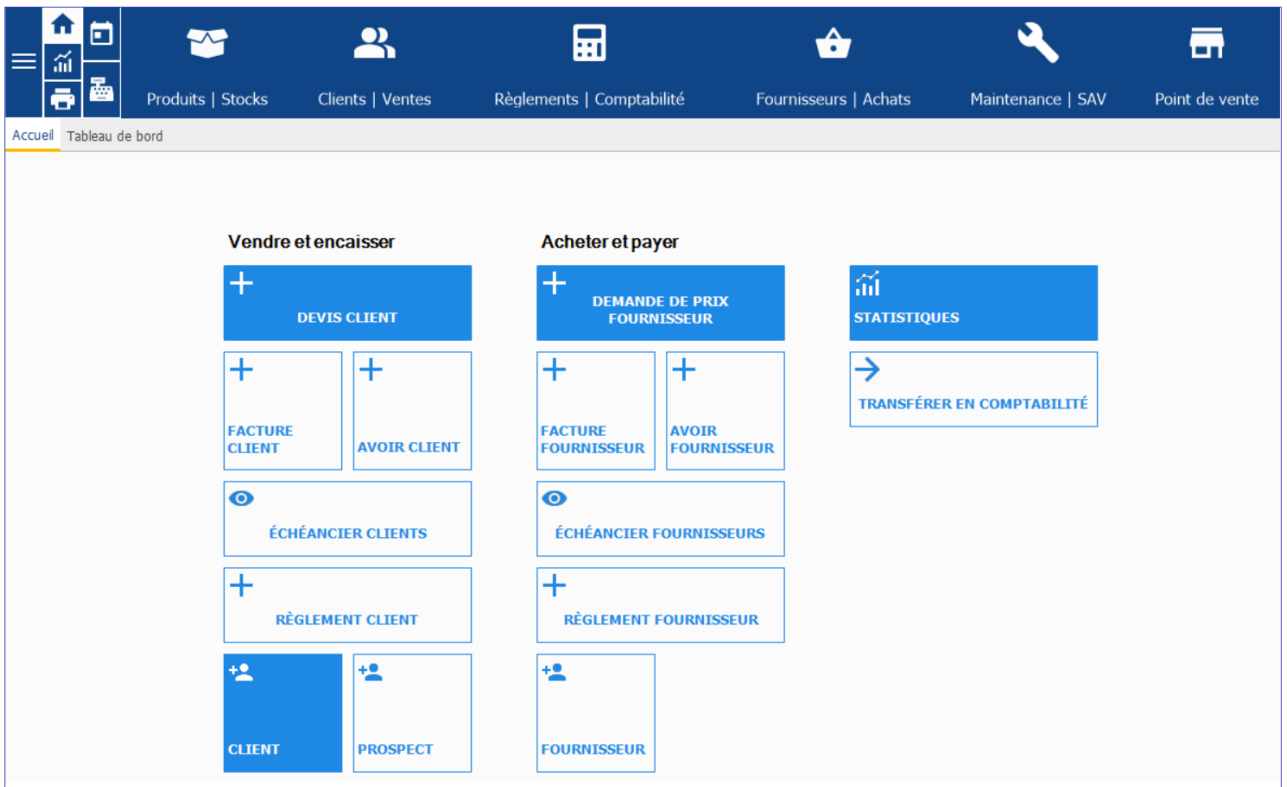 Produits | Stocks
Clients | Ventes
Règlements | Comptabilité
Fournisseurs | Achats
Maintenance | SAV
Point de vente
Accueil
Tableau de bord
Vendre et encaisser
DEVIS CLIENT
FACTURE
CLIENT
AVOIR CLIENT
ÉCHÉANCIER CLIENTS
RÈGLEMENT CLIENT
CLIENT
PROSPECT
Acheter et payer
DEMANDE DE PRIX
FOURNISSEUR
FACTURE
FOURNISSEUR
AVOIR
FOURNISSEUR
ÉCHÉANCIER FOURNISSEURS
RÈGLEMENT FOURNISSEUR
FOURNISSEUR
STATISTIQUES
TRANSFÉRER EN COMPTABILITÉ